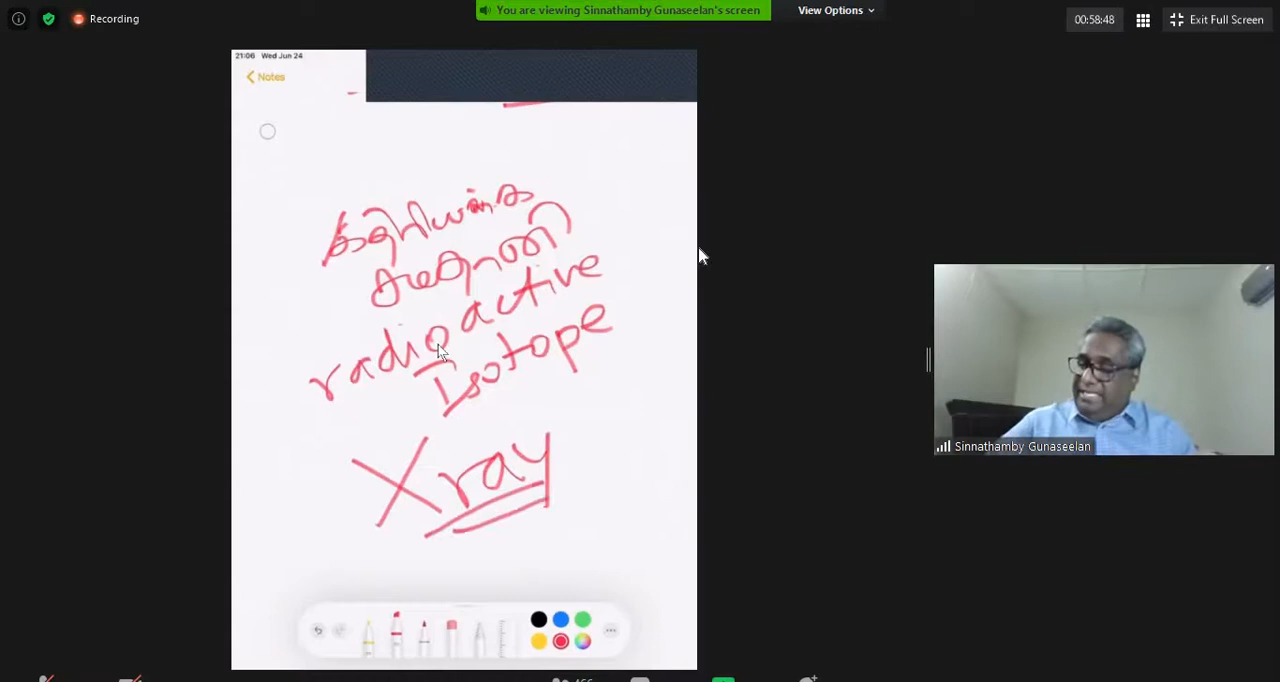 Recording
You are viewing Sinnathamby Gunaseelan's screen
View Options
00:58:48
Exit Full Screen
21:06 Wed Jun 24
Notes
radioactive
Isotope
Xray
Sinnathamby Gunaseelan